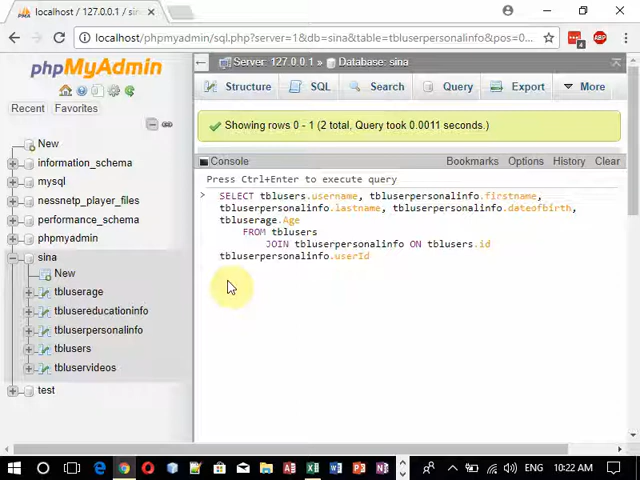 localhost / 127.0.0.1 / sin
localhost/phpmyadmin/sql.php?server=1&db=sina&table=tbluserpersonalinfo&pos=0
4
ABP
phpMyAdmin
Recent
Favorites
New
information_schema
mysql
nessnetp_player_files
performance_schema
phpmyadmin
sina
New
tbluserage
tblusereducationinfo
tbluserpersonalinfo
tblusers
tbluservideos
test
Server: 127.0.0.1 » Database: sina
Structure
SQL
Search
Query
Export
More
Showing rows 0 - 1 (2 total, Query took 0.0011 seconds.)
Console
Bookmarks
Options
History
Clear
Press Ctrl+Enter to execute query
> SELECT tblusers.username, tbluserpersonalinfo.firstname,
tbluserpersonalinfo.lastname, tbluserpersonalinfo.dateofbirth,
tbluserage.Age
FROM tblusers
JOIN tbluserpersonalinfo ON tblusers.id
tbluserpersonalinfo.userId
ENG
10:22 AM